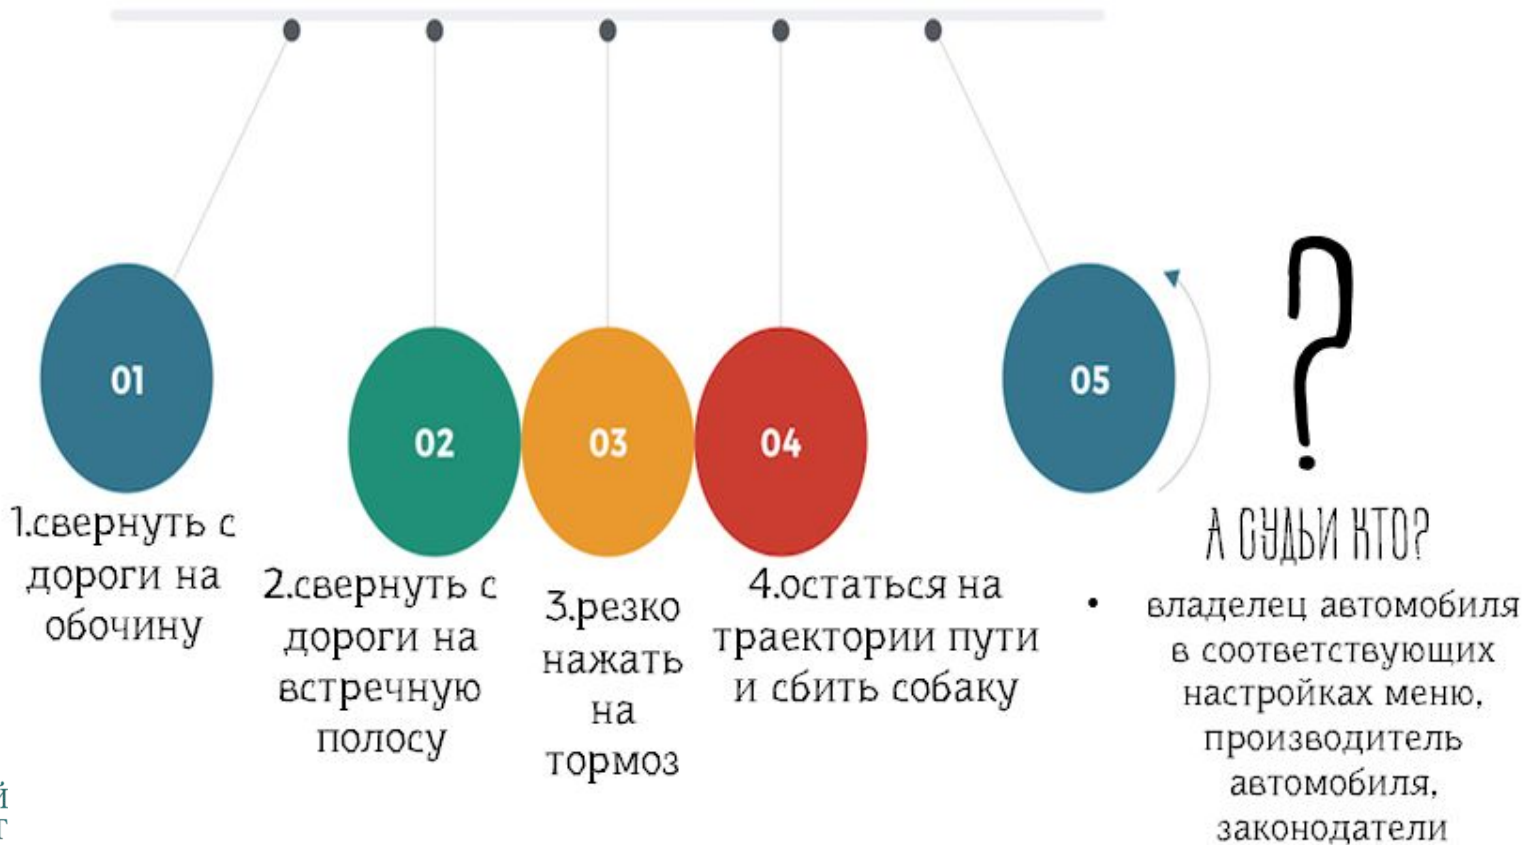 01
02
03
04
05
1.свернуть с
дороги на
обочину
2.свернуть с
дороги на
встречную
полосу
3.резко
нажать
на
тормоз
4.остаться на
траектории пути
и сбить собаку
?
А СУДЬИ КТО?
• владелец автомобиля
в соответствующих
настройках меню,
производитель
автомобиля,
законодатели
Й
Т